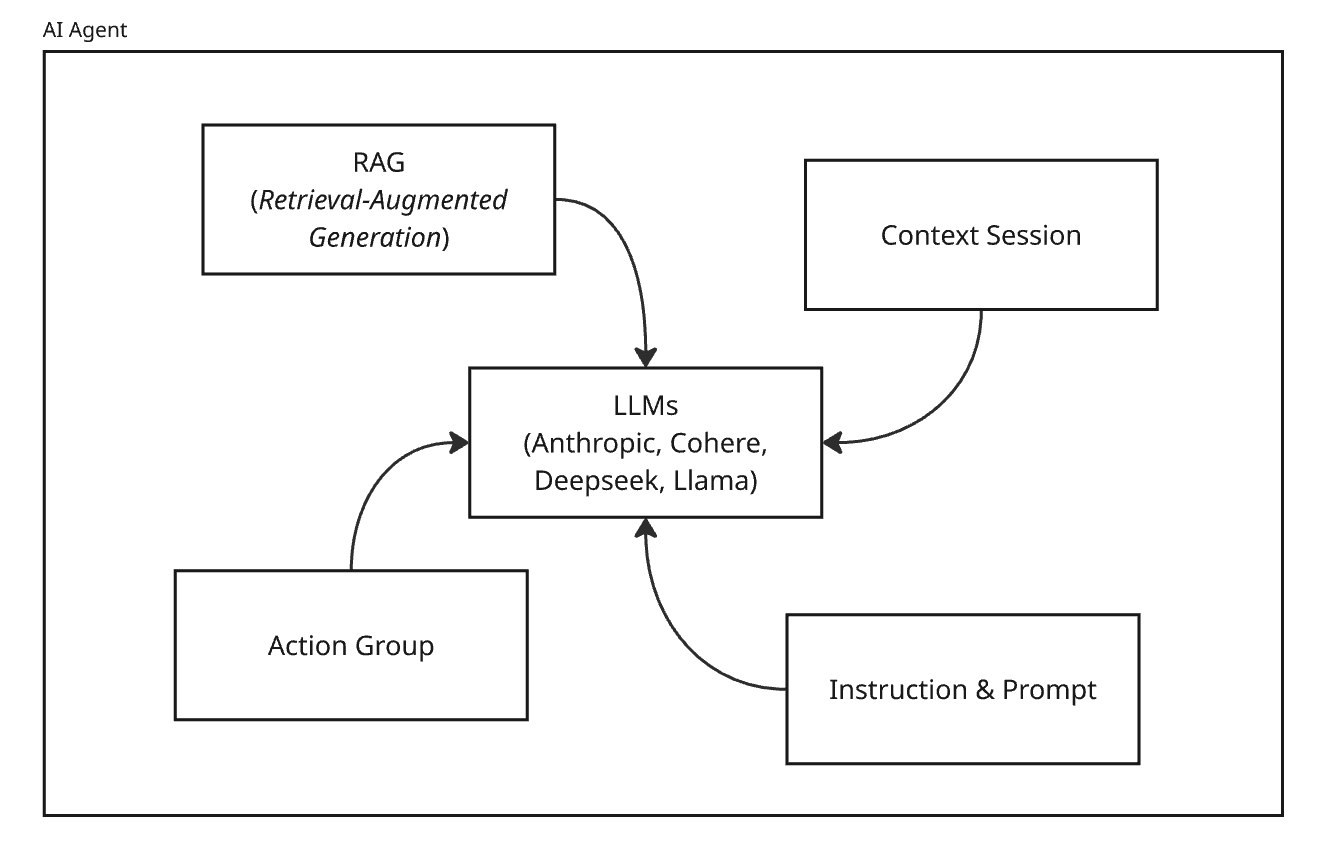 AI Agent
RAG
(Retrieval-Augmented
Generation)
Context Session
LLMs
(Anthropic, Cohere,
Deepseek, Llama)
Action Group
Instruction & Prompt